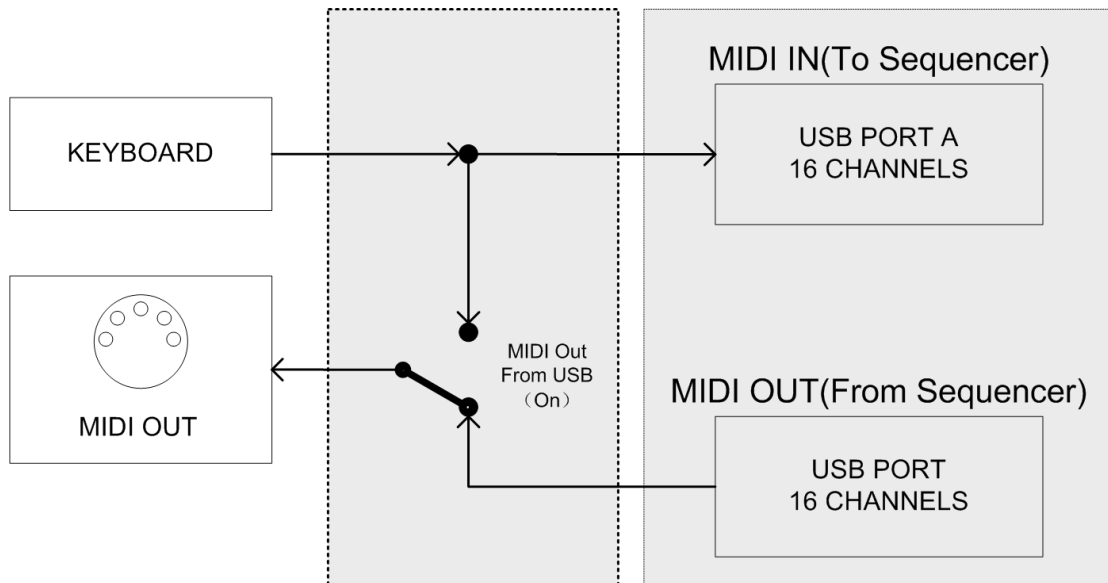 MIDI IN(To Sequencer)
KEYBOARD
USB PORT A
16 CHANNELS
MIDI Out
From USB
（On）
MIDI OUT
MIDI OUT(From Sequencer)
USB PORT
16 CHANNELS